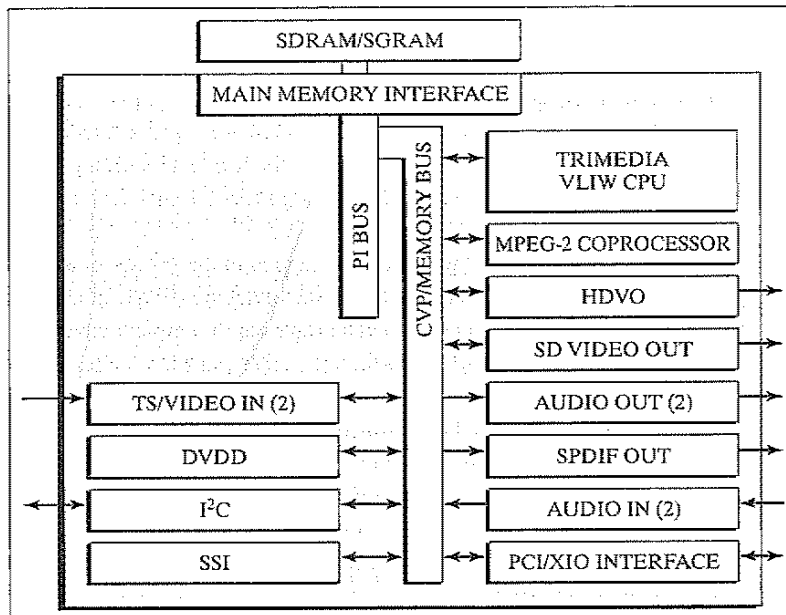 SDRAM/SGRAM
MAIN MEMORY INTERFACE
PI BUS
CVP/MEMORY BUS
TRIMEDIA
VLIW CPU
MPEG-2 COPROCESSOR
HDVO
SD VIDEO OUT
TS/VIDEO IN (2)
AUDIO OUT (2)
DVDD
SPDIF OUT
I²C
AUDIO IN (2)
SSI
PCI/XIO INTERFACE